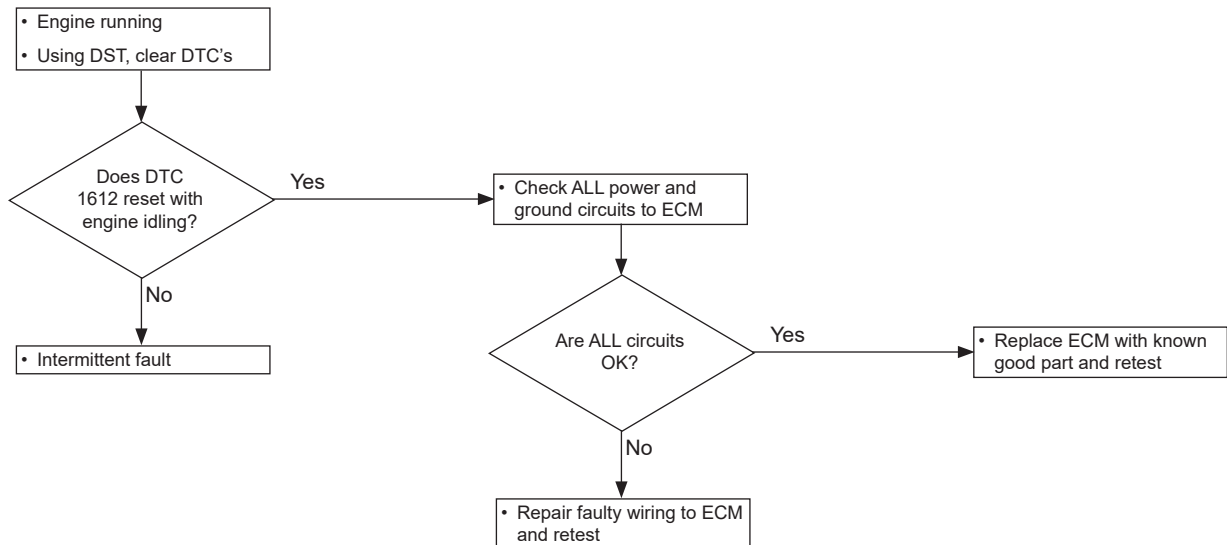 • Engine running
• Using DST, clear DTC's
Does DTC
1612 reset with
engine idling?
Yes
• Check ALL power and
ground circuits to ECM
No
• Intermittent fault
Are ALL circuits
OK?
Yes
• Replace ECM with known
good part and retest
No
• Repair faulty wiring to ECM
and retest